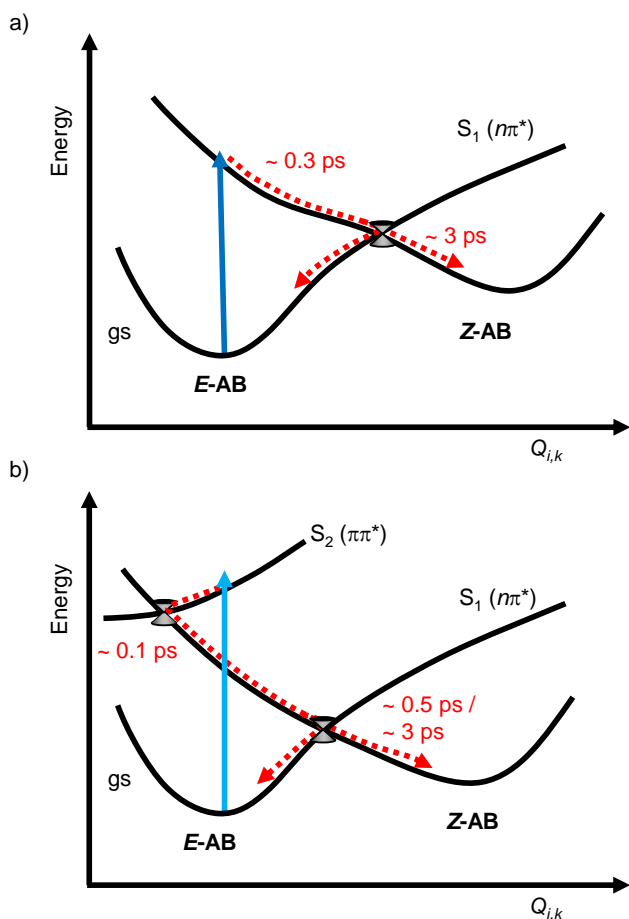 a)
Energy
S₁ (nπ*)
~ 0.3 ps
~ 3 ps
gs
Z-AB
E-AB
Qᵢ,ₖ
b)
Energy
S₂ (ππ*)
S₁ (nπ*)
~ 0.1 ps
~ 0.5 ps /
~ 3 ps
gs
Z-AB
E-AB
Qᵢ,ₖ